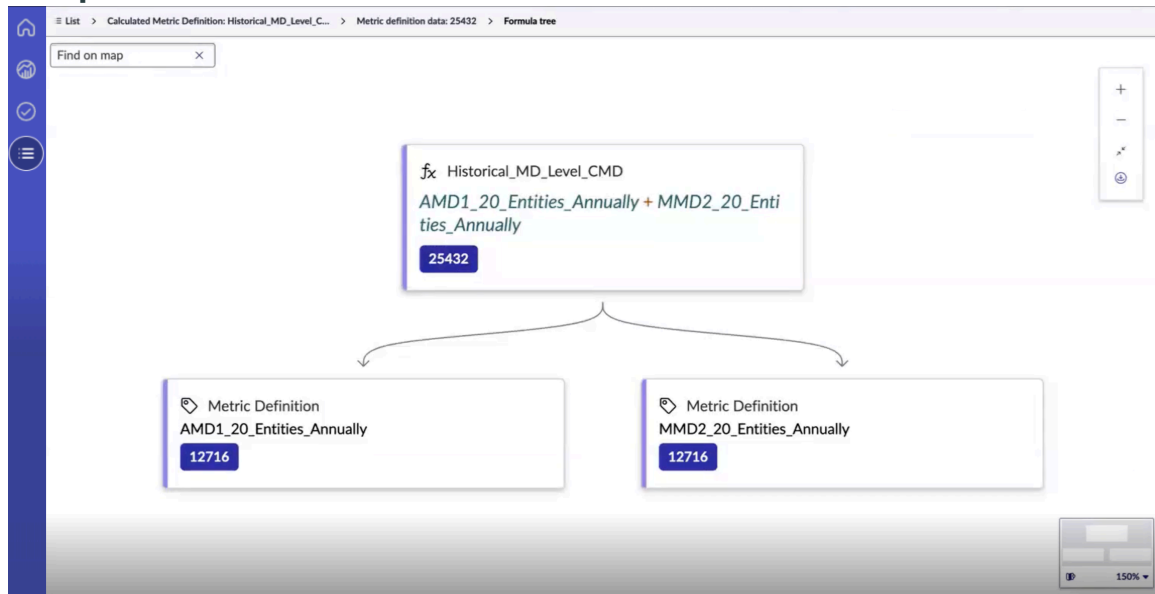 List > Calculated Metric Definition: Historical_MD_Level_C... > Metric definition data: 25432 > Formula tree
Find on map
fx Historical_MD_Level_CMD
AMD1_20_Entities_Annually + MMD2_20_Enti
ties_Annually
25432
Metric Definition
AMD1_20_Entities_Annually
12716
Metric Definition
MMD2_20_Entities_Annually
12716
150%